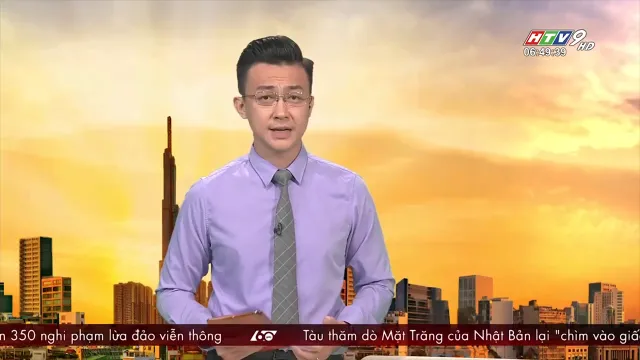 HTV9 HD
06:49:39
n 350 nghi phạm lừa đảo viễn thông 60 Tàu thăm dò Mặt Trăng của Nhật Bản lại "chìm vào giấ